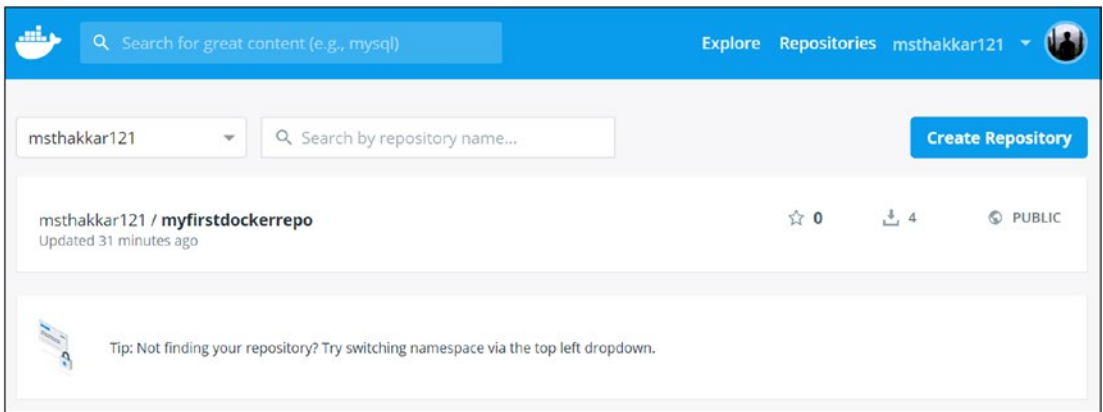 Search for great content (e.g., mysql)
Explore Repositories msthakkar121
msthakkar121
Search by repository name...
Create Repository
msthakkar121 / myfirstdockerrepo
0
4
PUBLIC
Updated 31 minutes ago
Tip: Not finding your repository? Try switching namespace via the top left dropdown.